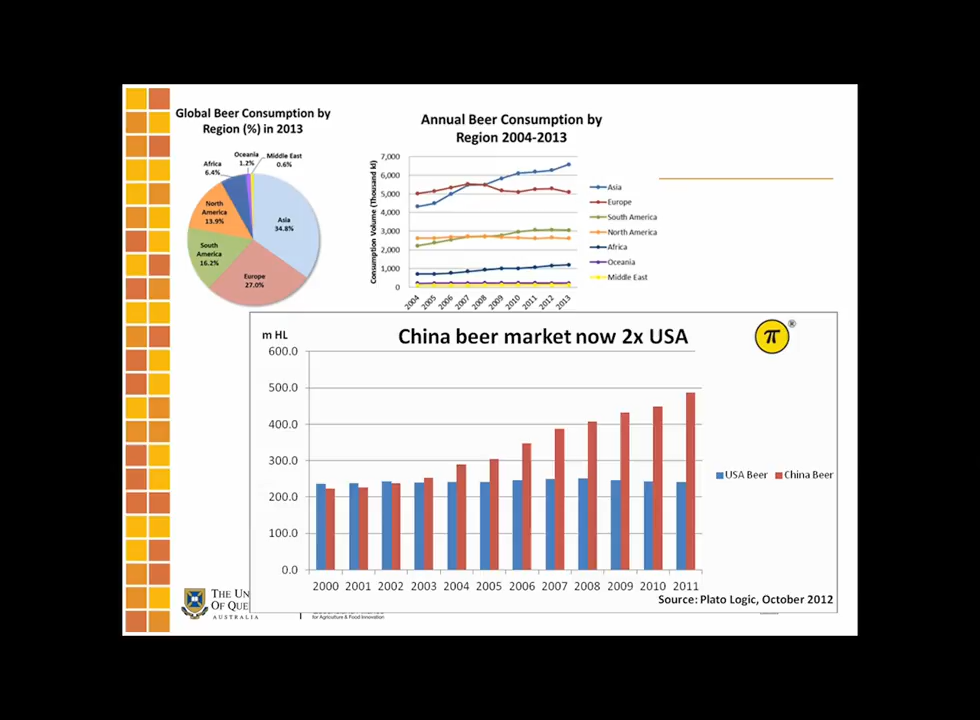 Global Beer Consumption by
Region (%) in 2013
Oceania
1.2%
Middle East
0.6%
Africa
6.4%
North
America
13.9%
Asia
34.8%
South
America
16.2%
Europe
27.0%
Annual Beer Consumption by
Region 2004-2013
Consumption Volume (Thousand kl)
7,000
6,000
5,000
4,000
3,000
2,000
1,000
0
2004 2005 2006 2007 2008 2009 2010 2011 2012 2013
Asia
Europe
South America
North America
Africa
Oceania
Middle East
m HL
China beer market now 2x USA
π ®
600.0
500.0
400.0
300.0
200.0
100.0
0.0
2000 2001 2002 2003 2004 2005 2006 2007 2008 2009 2010 2011
USA Beer China Beer
Source: Plato Logic, October 2012
THE
OF
AUSTRALIA
for Agriculture & Food Innovation